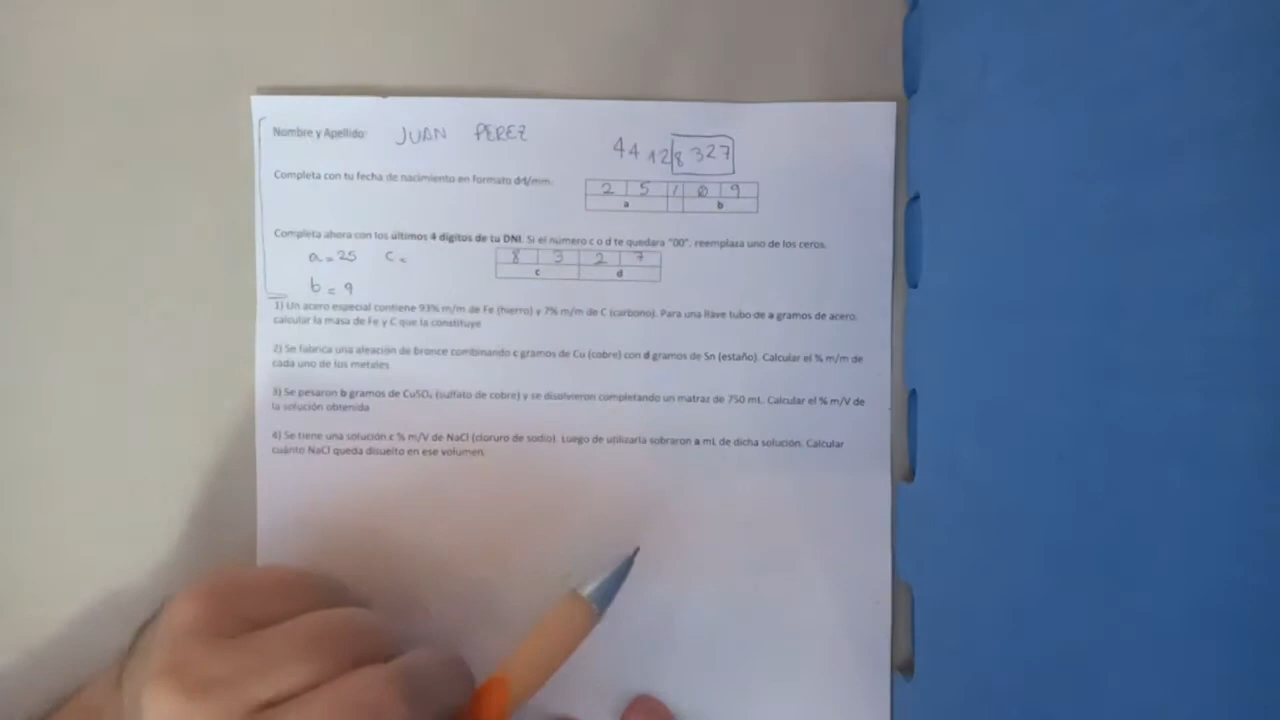 Nombre y Apellido: JUAN PEREZ
44 128 327
Completa con tu fecha de nacimiento en formato dd/mm.
2 5 / 0 9
a b
Completa ahora con los últimos 4 dígitos de tu DNI. Si el número c o d te quedara "00", reemplaza uno de los ceros.
8 3 2 7
c d
a = 25 c =
b = 9
1) Un acero especial contiene 93% m/m de Fe (hierro) y 7% m/m de C (carbono). Para una llave tubo de a gramos de acero,
calcular la masa de Fe y C que la constituye
2) Se fabrica una aleación de bronce combinando c gramos de Cu (cobre) con d gramos de Sn (estaño). Calcular el % m/m de
cada uno de los metales
3) Se pesaron b gramos de CuSO₄ (sulfato de cobre) y se disolvieron completando un matraz de 750 mL. Calcular el % m/V de
la solución obtenida
4) Se tiene una solución c % m/V de NaCl (cloruro de sodio). Luego de utilizarla sobraron a mL de dicha solución. Calcular
cuánto NaCl queda disuelto en ese volumen.